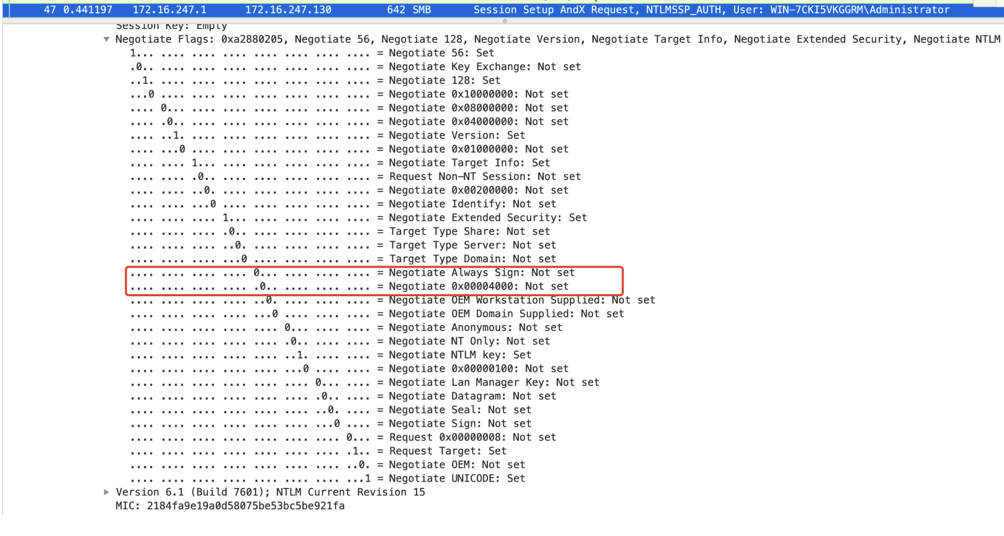 47 0.441197 172.16.247.1 172.16.247.130 642 SMB Session Setup AndX Request, NTLMSSP_AUTH, User: WIN-7CKI5VKGGRM\Administrator
Session Key: Empty
Negotiate Flags: 0xa2880205, Negotiate 56, Negotiate 128, Negotiate Version, Negotiate Target Info, Negotiate Extended Security, Negotiate NTLM
1... .... .... .... .... .... .... .... = Negotiate 56: Set
.0.. .... .... .... .... .... .... .... = Negotiate Key Exchange: Not set
..1. .... .... .... .... .... .... .... = Negotiate 128: Set
...0 .... .... .... .... .... .... .... = Negotiate 0x10000000: Not set
.... 0... .... .... .... .... .... .... = Negotiate 0x08000000: Not set
.... .0.. .... .... .... .... .... .... = Negotiate 0x04000000: Not set
.... ..1. .... .... .... .... .... .... = Negotiate Version: Set
.... ...0 .... .... .... .... .... .... = Negotiate 0x01000000: Not set
.... .... 1... .... .... .... .... .... = Negotiate Target Info: Set
.... .... .0.. .... .... .... .... .... = Request Non-NT Session: Not set
.... .... ..0. .... .... .... .... .... = Negotiate 0x00200000: Not set
.... .... ...0 .... .... .... .... .... = Negotiate Identify: Not set
.... .... .... 1... .... .... .... .... = Negotiate Extended Security: Set
.... .... .... .0.. .... .... .... .... = Target Type Share: Not set
.... .... .... ..0. .... .... .... .... = Target Type Server: Not set
.... .... .... ...0 .... .... .... .... = Target Type Domain: Not set
.... .... .... .... 0... .... .... .... = Negotiate Always Sign: Not set
.... .... .... .... .0.. .... .... .... = Negotiate 0x00004000: Not set
.... .... .... .... ..0. .... .... .... = Negotiate OEM Workstation Supplied: Not set
.... .... .... .... ...0 .... .... .... = Negotiate OEM Domain Supplied: Not set
.... .... .... .... .... 0... .... .... = Negotiate Anonymous: Not set
.... .... .... .... .... .0.. .... .... = Negotiate NT Only: Not set
.... .... .... .... .... ..1. .... .... = Negotiate NTLM key: Set
.... .... .... .... .... ...0 .... .... = Negotiate 0x00000100: Not set
.... .... .... .... .... .... 0... .... = Negotiate Lan Manager Key: Not set
.... .... .... .... .... .... .0.. .... = Negotiate Datagram: Not set
.... .... .... .... .... .... ..0. .... = Negotiate Seal: Not set
.... .... .... .... .... .... ...0 .... = Negotiate Sign: Not set
.... .... .... .... .... .... .... 0... = Request 0x00000008: Not set
.... .... .... .... .... .... .... .1.. = Request Target: Set
.... .... .... .... .... .... .... ..0. = Negotiate OEM: Not set
.... .... .... .... .... .... .... ...1 = Negotiate UNICODE: Set
Version 6.1 (Build 7601); NTLM Current Revision 15
MIC: 2184fa9e19a0d58075be53bc5be921fa